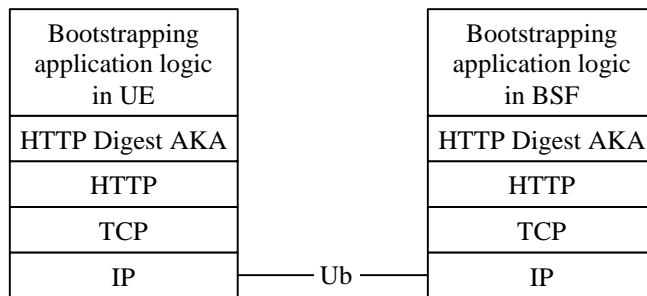 Bootstrapping
application logic
in UE
HTTP Digest AKA
HTTP
TCP
IP
Ub
Bootstrapping
application logic
in BSF
HTTP Digest AKA
HTTP
TCP
IP